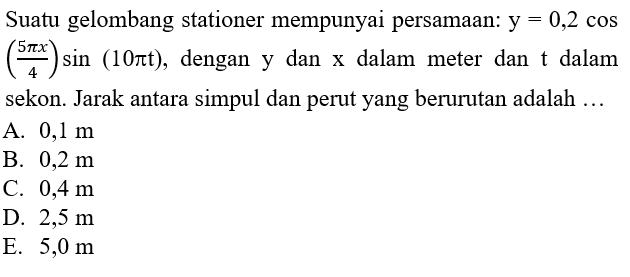 Suatu gelombang stationer mempunyai persamaan: y = 0,2 cos
(5πx/4) sin (10πt), dengan y dan x dalam meter dan t dalam
sekon. Jarak antara simpul dan perut yang berurutan adalah …
A. 0,1 m
B. 0,2 m
C. 0,4 m
D. 2,5 m
E. 5,0 m